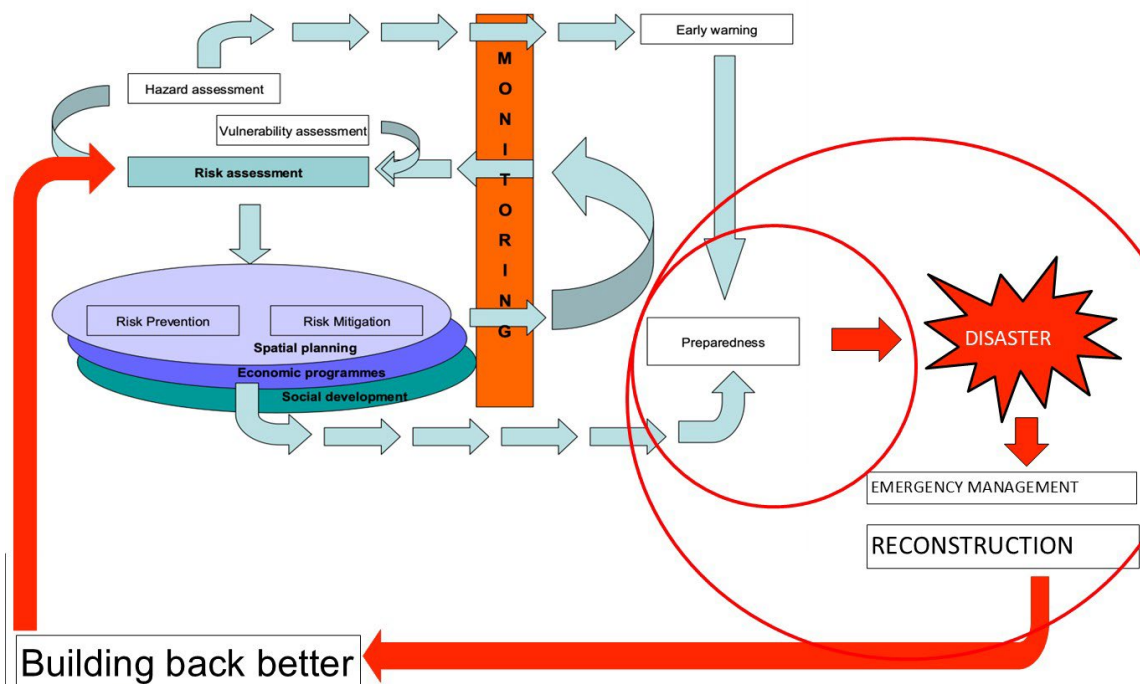 Early warning
MONITORING
Hazard assessment
Vulnerability assessment
Risk assessment
Risk Prevention
Risk Mitigation
Spatial planning
Economic programmes
Social development
Preparedness
DISASTER
EMERGENCY MANAGEMENT
RECONSTRUCTION
Building back better